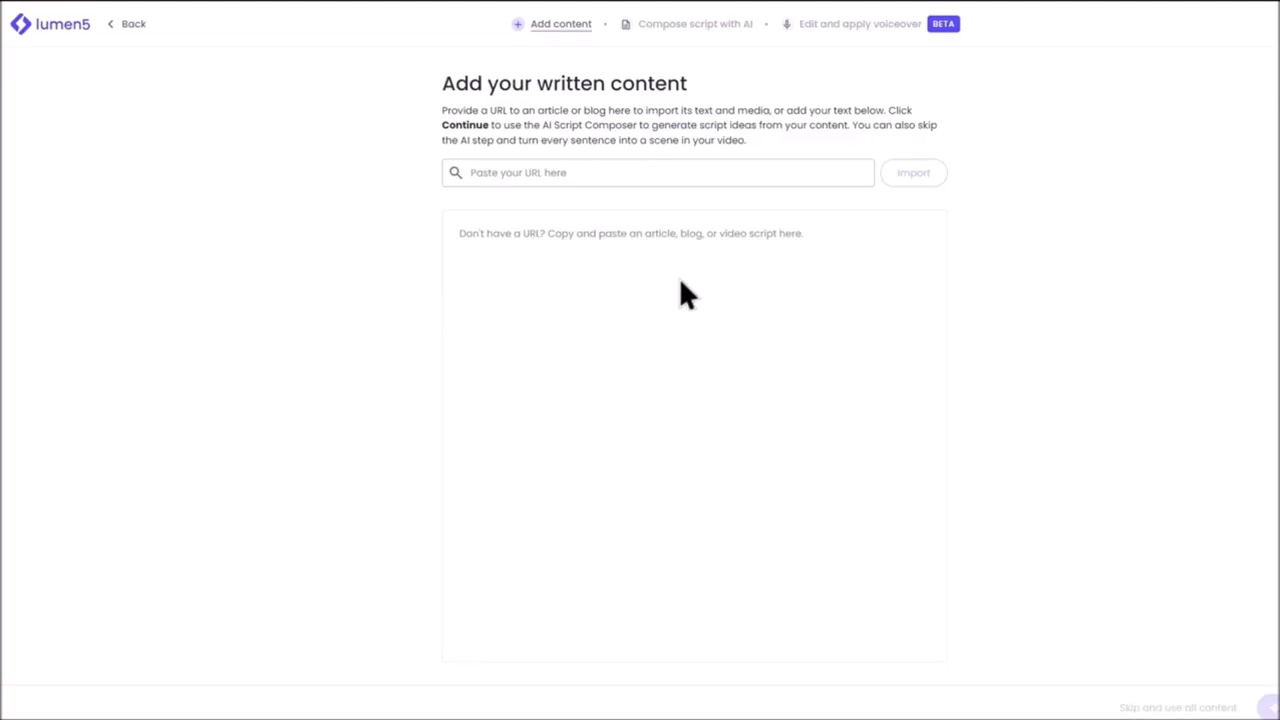 lumen5
Back
Add content
Compose script with AI
Edit and apply voiceover
BETA
Add your written content
Provide a URL to an article or blog here to import its text and media, or add your text below. Click
Continue to use the AI Script Composer to generate script ideas from your content. You can also skip
the AI step and turn every sentence into a scene in your video.
Paste your URL here
Import
Don't have a URL? Copy and paste an article, blog, or video script here.
Skip and use all content